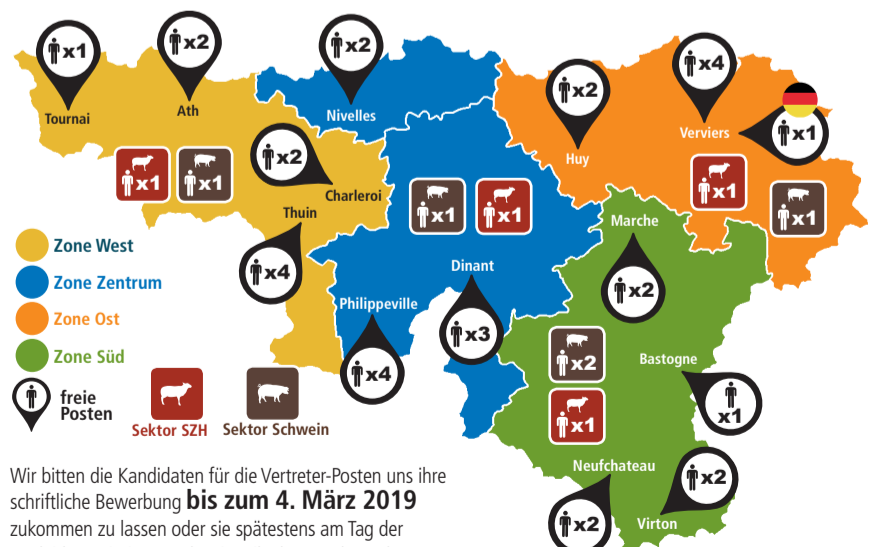 x1
Tournai
x2
Ath
x2
Nivelles
x2
Huy
x4
Verviers
x1
x2
Charleroi
Thuin
x4
x1
x1
x1
x1
x1
x1
Marche
x2
Dinant
x3
Philippeville
x4
Zone West
Zone Zentrum
Zone Ost
Zone Süd
freie
Posten
Sektor SZH
Sektor Schwein
x2
x1
Bastogne
x1
Neufchateau
x2
Virton
x2
Wir bitten die Kandidaten für die Vertreter-Posten uns ihre
schriftliche Bewerbung bis zum 4. März 2019
zukommen zu lassen oder sie spätestens am Tag der